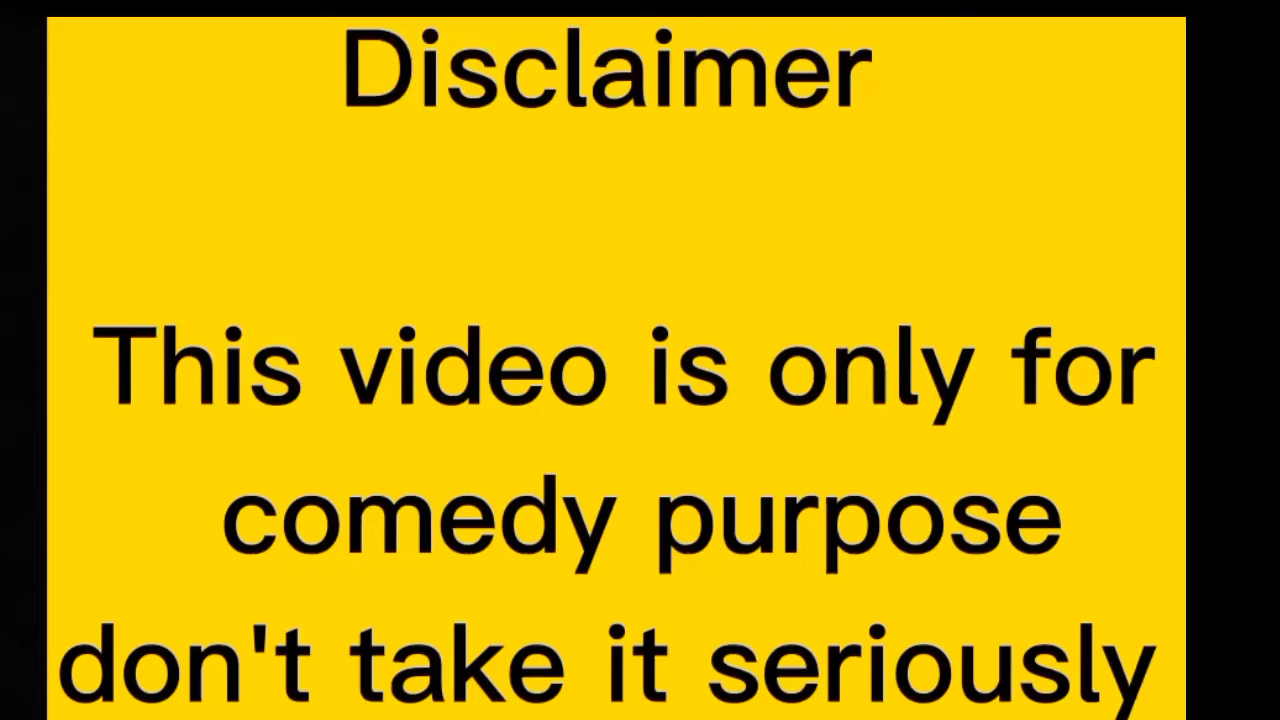 Disclaimer
This video is only for
comedy purpose
don't take it seriously